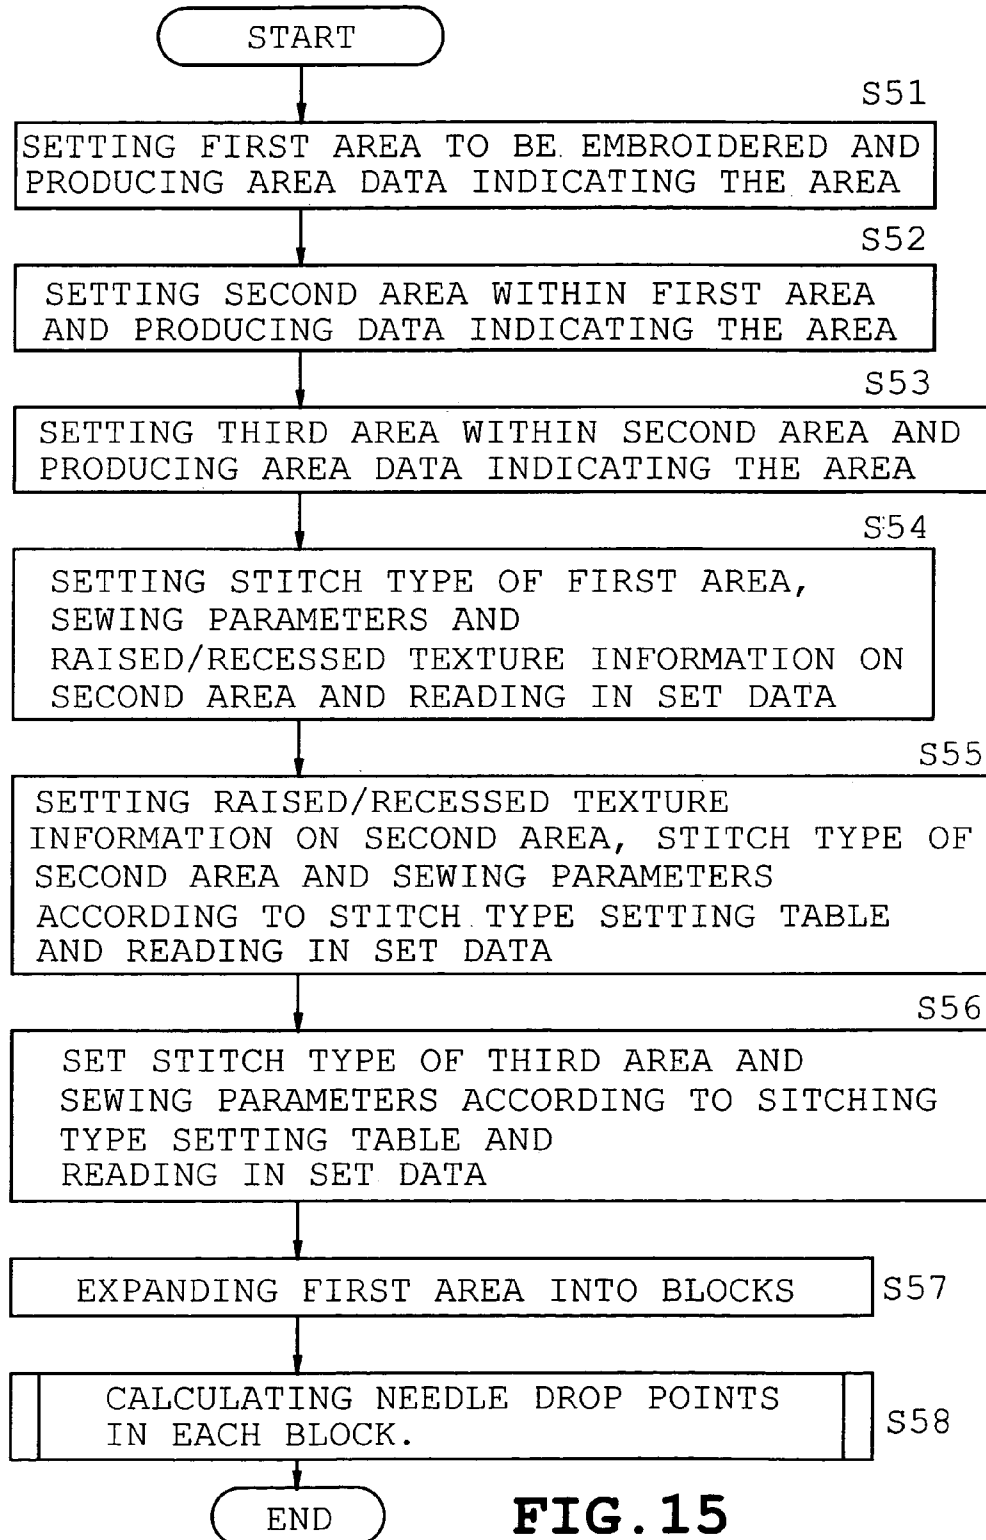 START
S51
SETTING FIRST AREA TO BE EMBROIDERED AND
PRODUCING AREA DATA INDICATING THE AREA
S52
SETTING SECOND AREA WITHIN FIRST AREA
AND PRODUCING DATA INDICATING THE AREA
S53
SETTING THIRD AREA WITHIN SECOND AREA AND
PRODUCING AREA DATA INDICATING THE AREA
S54
SETTING STITCH TYPE OF FIRST AREA,
SEWING PARAMETERS AND
RAISED/RECESSED TEXTURE INFORMATION ON
SECOND AREA AND READING IN SET DATA
S55
SETTING RAISED/RECESSED TEXTURE
INFORMATION ON SECOND AREA, STITCH TYPE OF
SECOND AREA AND SEWING PARAMETERS
ACCORDING TO STITCH TYPE SETTING TABLE
AND READING IN SET DATA
S56
SET STITCH TYPE OF THIRD AREA AND
SEWING PARAMETERS ACCORDING TO SITCHING
TYPE SETTING TABLE AND
READING IN SET DATA
EXPANDING FIRST AREA INTO BLOCKS
S57
CALCULATING NEEDLE DROP POINTS
IN EACH BLOCK.
S58
END
FIG.15